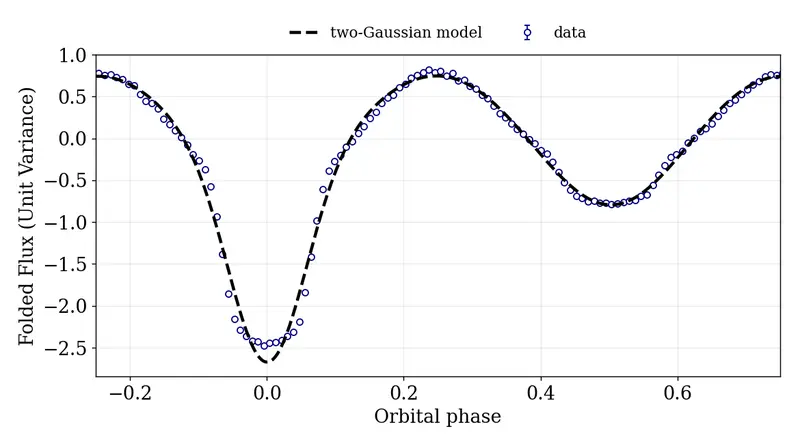 two-Gaussian model data
1.0
0.5
0.0
−0.5
−1.0
−1.5
−2.0
−2.5
Folded Flux (Unit Variance)
−0.2 0.0 0.2 0.4 0.6
Orbital phase